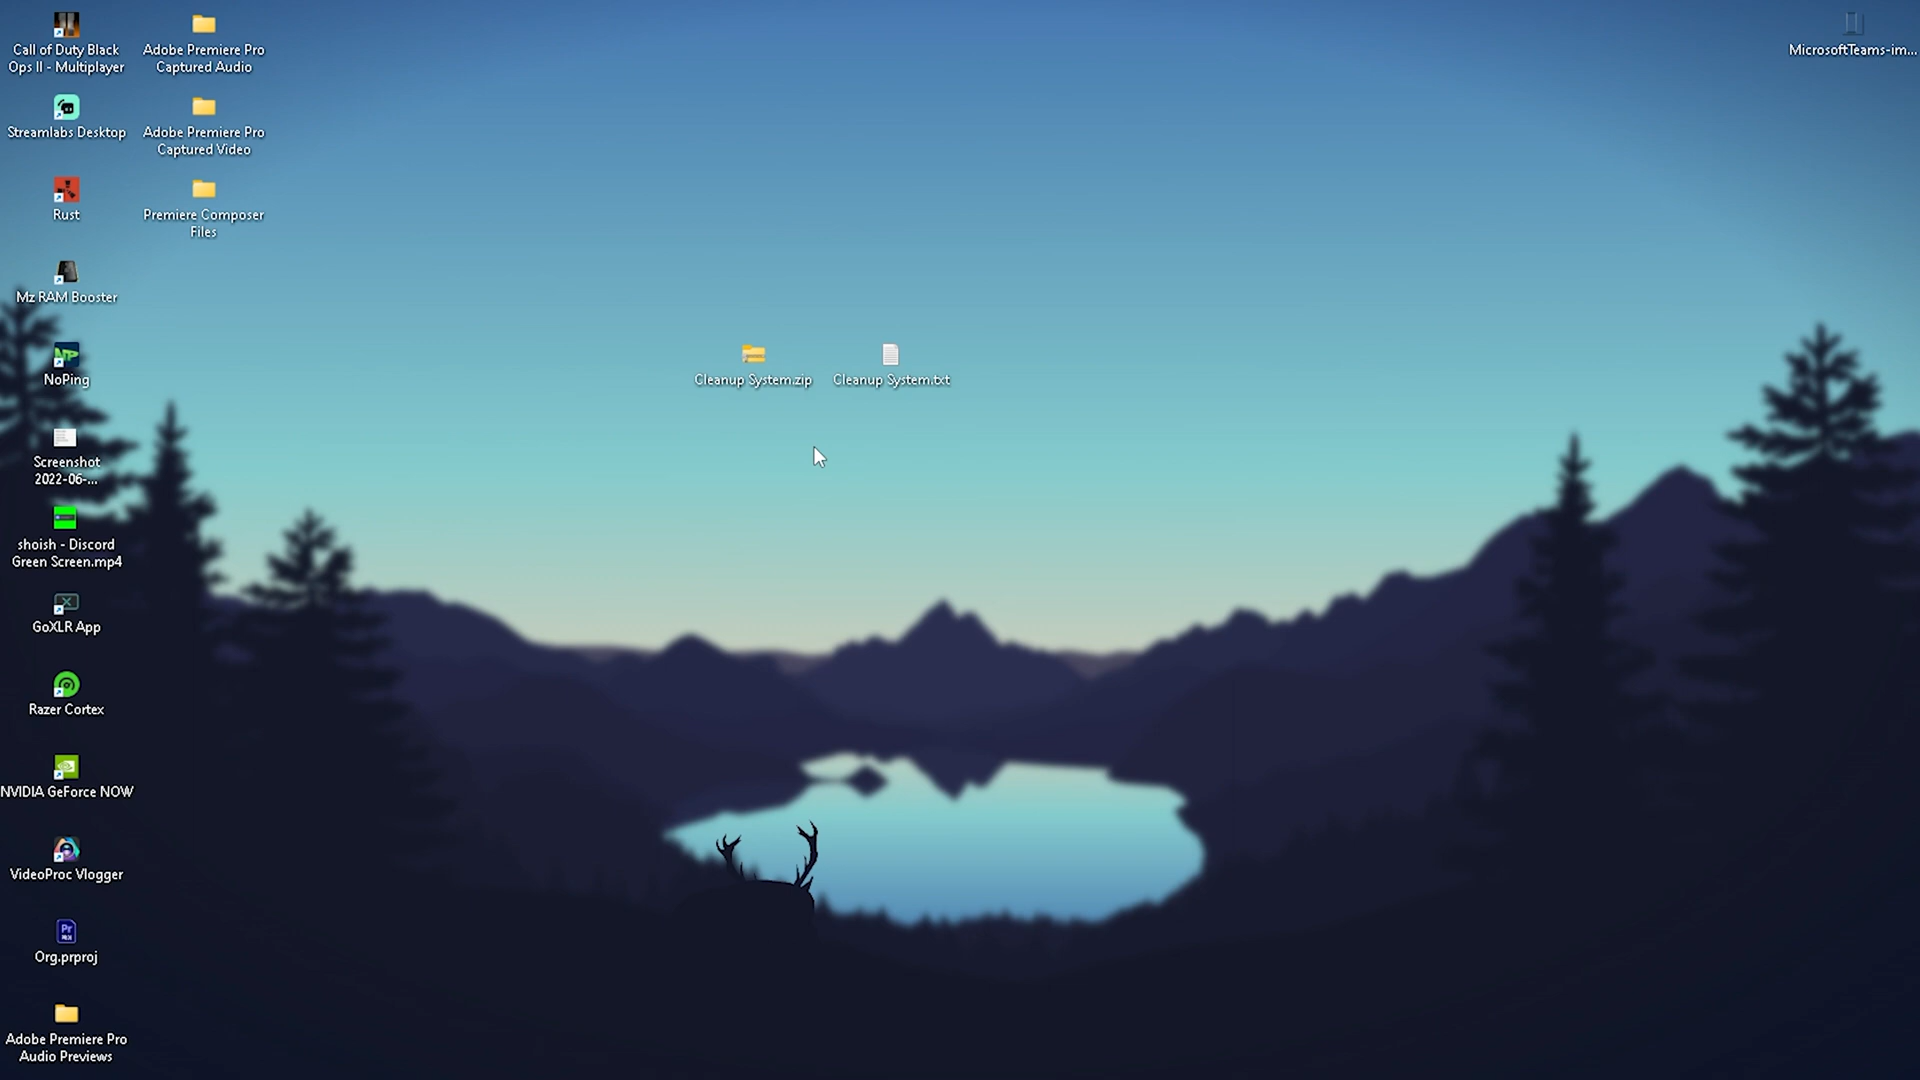 Call of Duty Black
Ops II - Multiplayer
Streamlabs Desktop
Rust
Mz RAM Booster
NP
NoPing
Screenshot
2022-06-...
shoish - Discord
Green Screen.mp4
GoXLR App
Razer Cortex
NVIDIA GeForce NOW
VideoProc Vlogger
Pr
Org.prproj
Adobe Premiere Pro
Audio Previews
Adobe Premiere Pro
Captured Audio
Adobe Premiere Pro
Captured Video
Premiere Composer
Files
Cleanup System.zip
Cleanup System.txt
MicrosoftTeams-im...